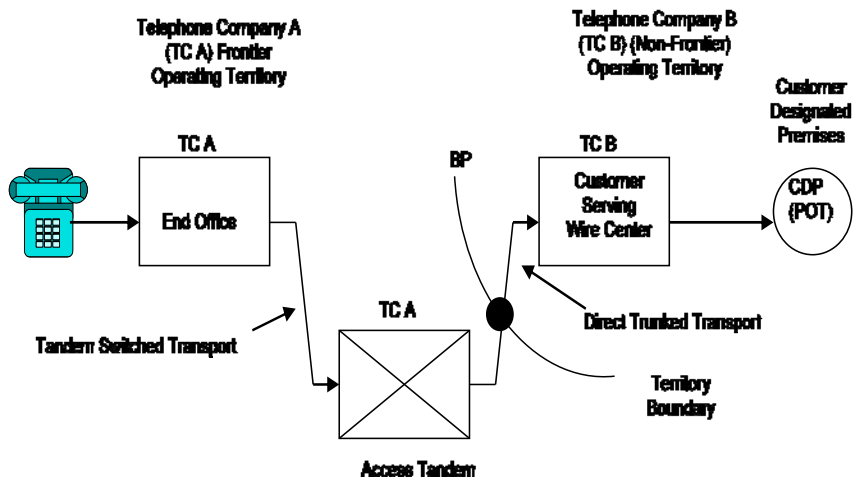 Telephone Company A
(TC A) Frontier
Operating Territory
Telephone Company B
(TC B) (Non-Frontier)
Operating Territory
Customer
Designated
Premises
TC A
End Office
BP
TC B
Customer
Serving
Wire Center
CDP
(POT)
Tandem Switched Transport
TC A
Direct Trunked Transport
Territory
Boundary
Access Tandem